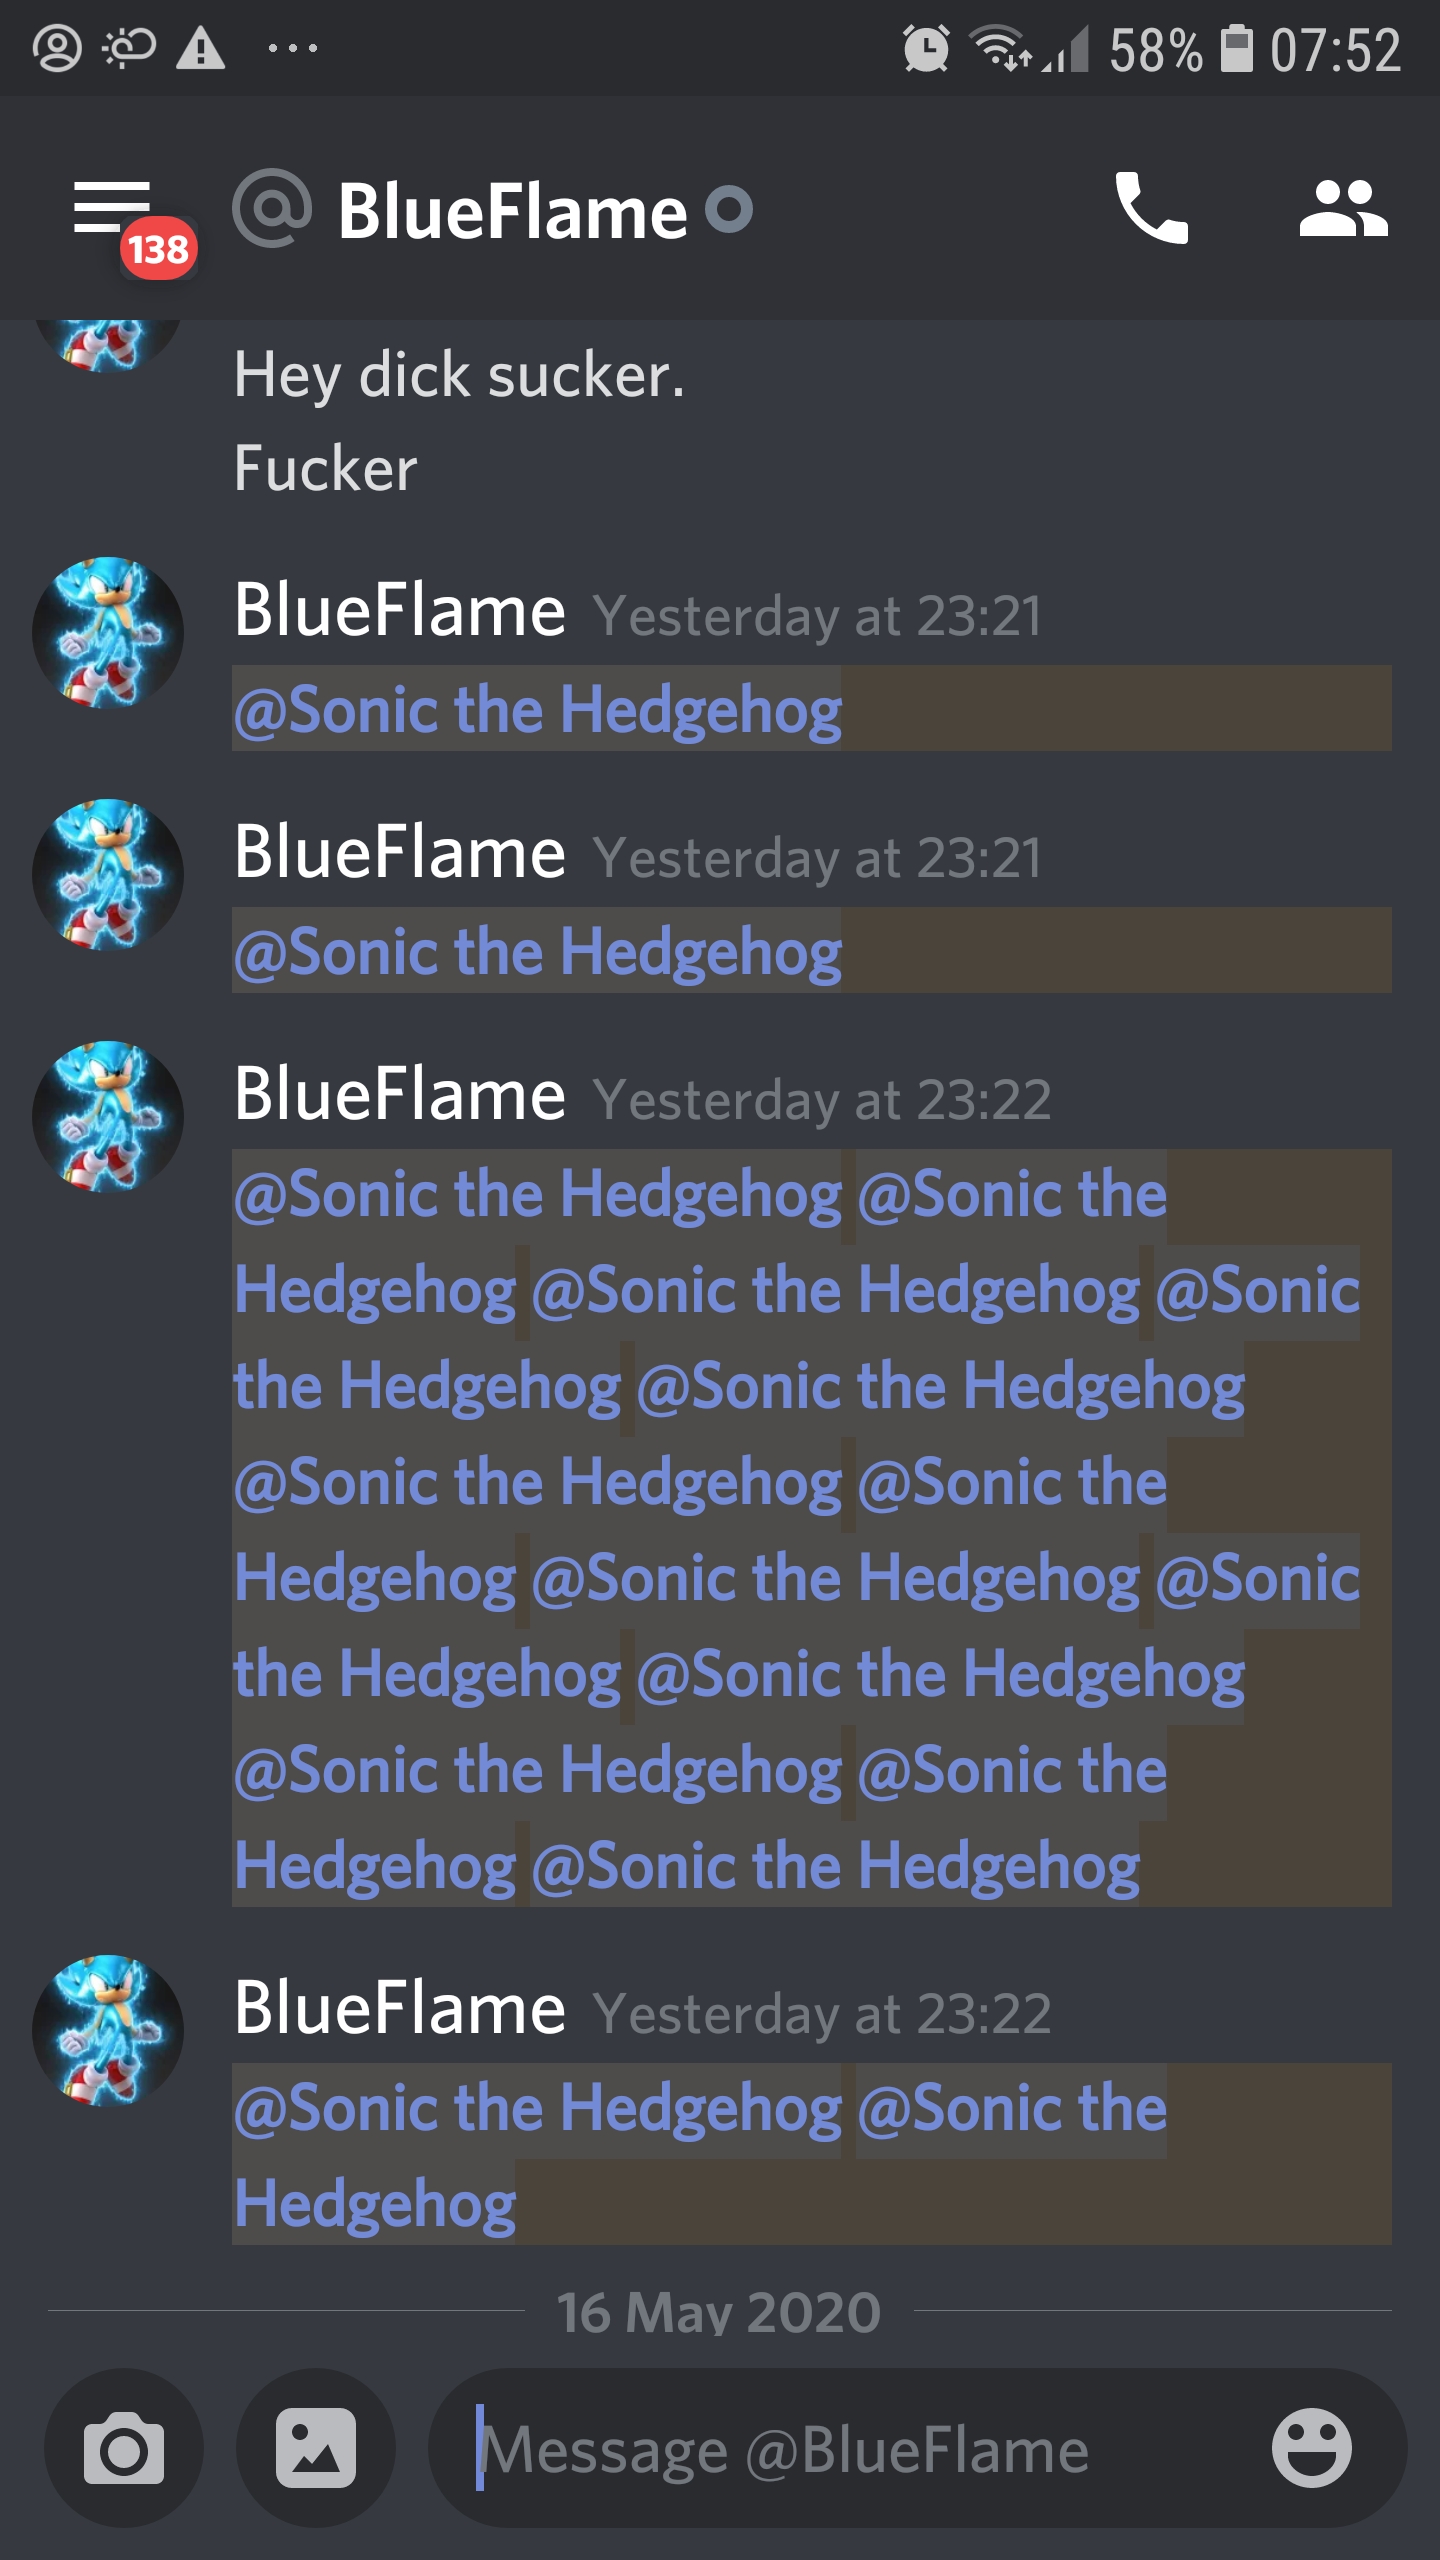 58% 07:52
138
@ BlueFlame
Hey dick sucker.
Fucker
BlueFlame Yesterday at 23:21
@Sonic the Hedgehog
BlueFlame Yesterday at 23:21
@Sonic the Hedgehog
BlueFlame Yesterday at 23:22
@Sonic the Hedgehog @Sonic the
Hedgehog @Sonic the Hedgehog @Sonic
the Hedgehog @Sonic the Hedgehog
@Sonic the Hedgehog @Sonic the
Hedgehog @Sonic the Hedgehog @Sonic
the Hedgehog @Sonic the Hedgehog
@Sonic the Hedgehog @Sonic the
Hedgehog @Sonic the Hedgehog
BlueFlame Yesterday at 23:22
@Sonic the Hedgehog @Sonic the
Hedgehog
16 May 2020
Message @BlueFlame